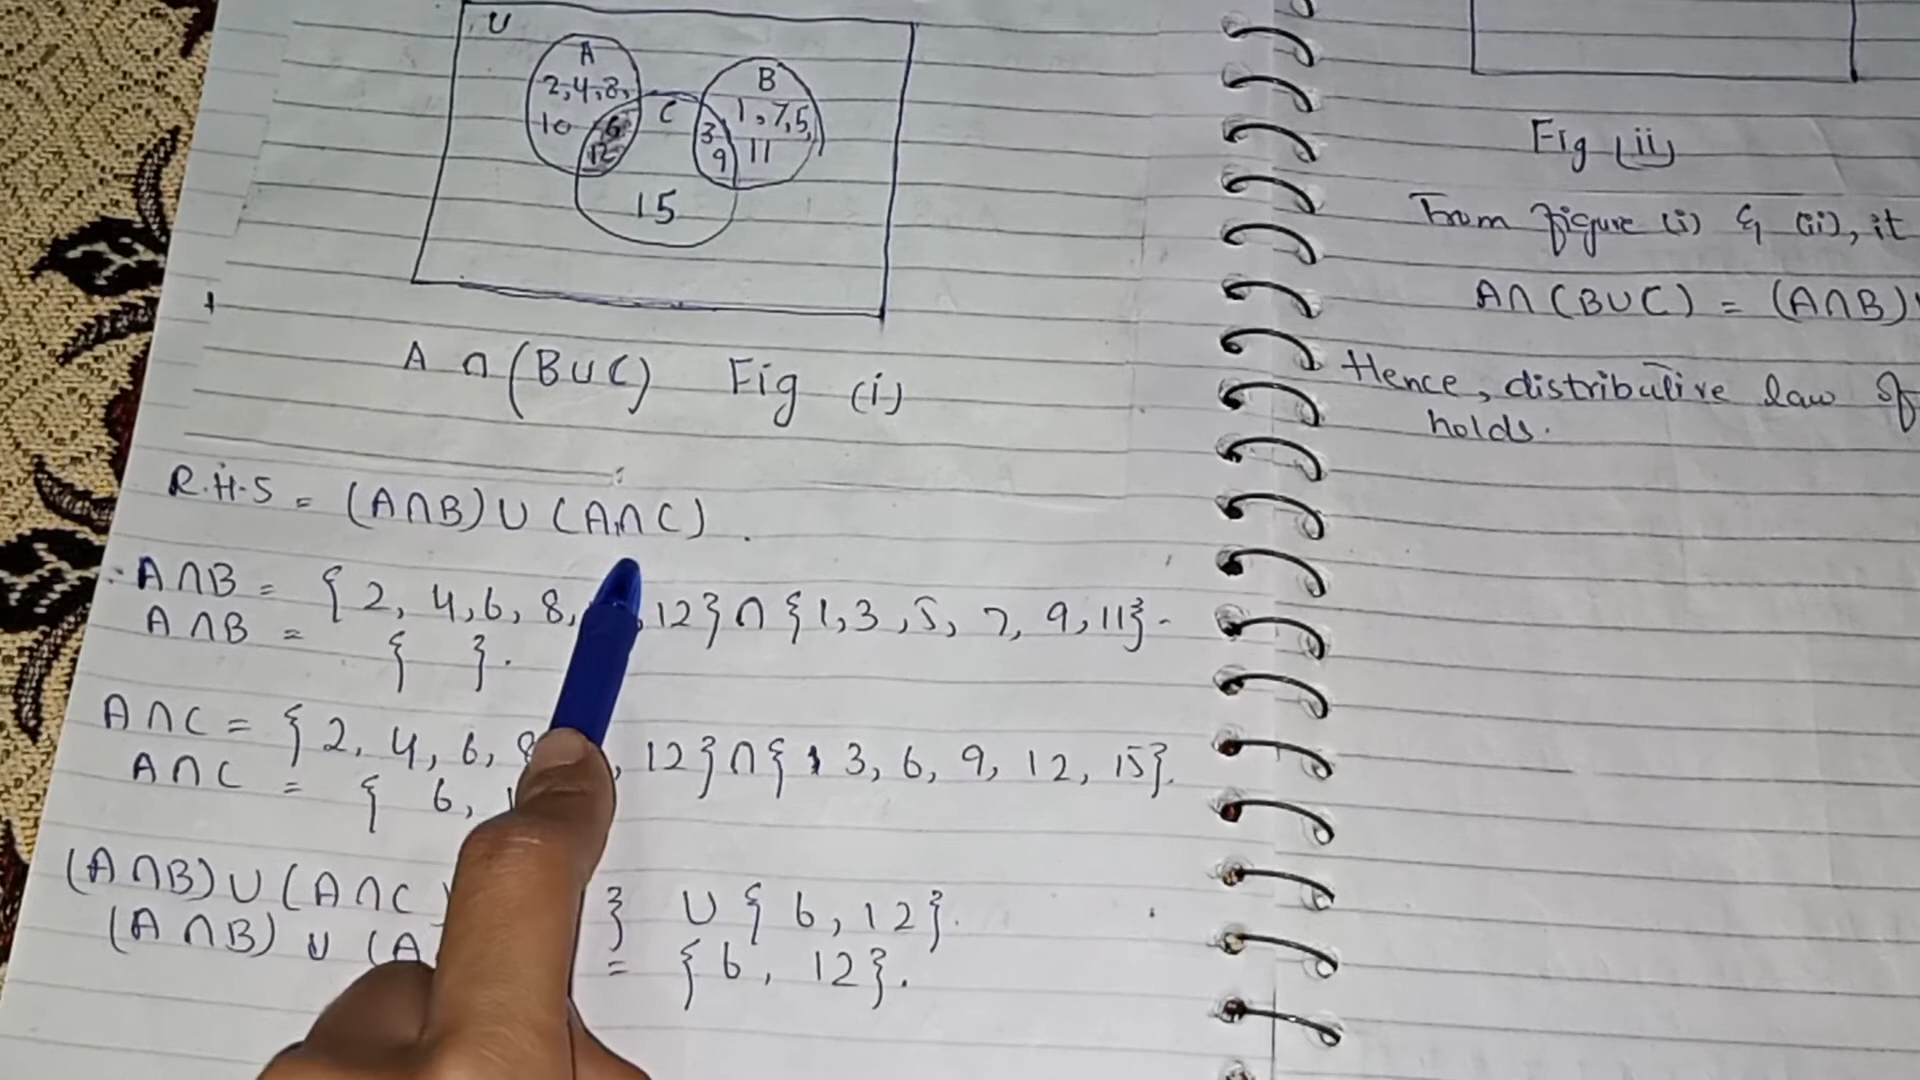 U
A
2,4,8,
10
6
12
C
B
1,7,5,
11
3,
9
15
A ∩ (B∪C) Fig (i)
R.H.S = (A∩B)∪(A∩C).
A∩B = {2, 4, 6, 8, 12} ∩ {1,3,5, 7, 9, 11}.
A∩B = { }.
A∩C = {2, 4, 6, 8, 12} ∩ { 3, 6, 9, 12, 15}.
A∩C = { 6,
(A∩B)∪(A∩C } ∪ { 6, 12}.
(A∩B) ∪ (A = {6, 12}.
Fig (ii)
From figure (i) & (ii), it
A∩(B∪C) = (A∩B)
Hence, distributive law of
holds.